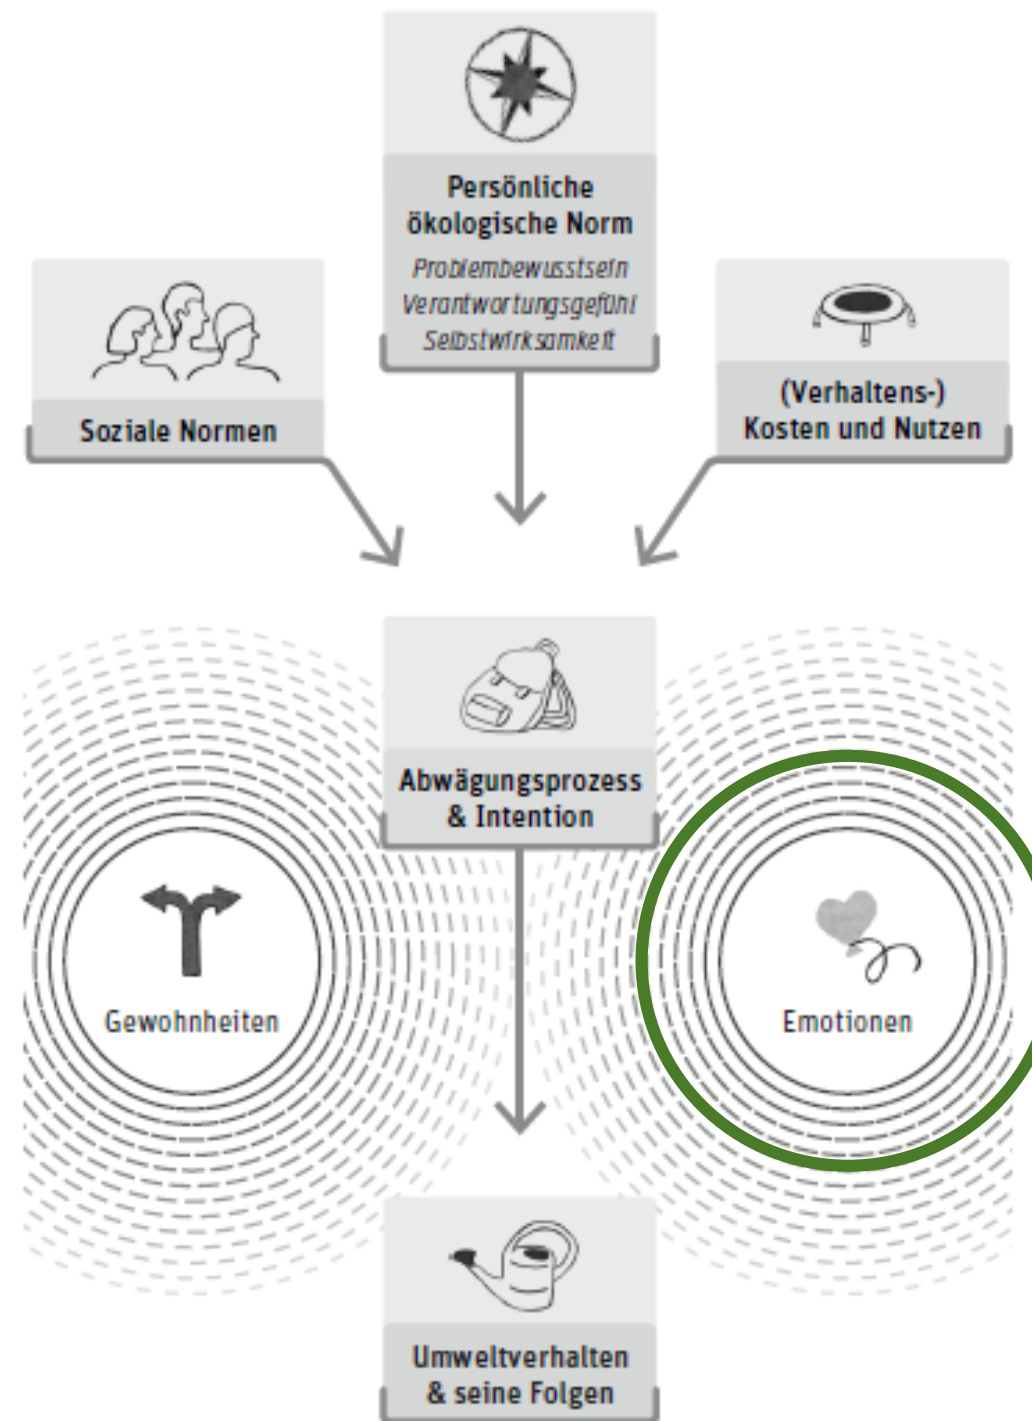 Persönliche
ökologische Norm
Problembewusstsein
Verantwortungsgefühl
Selbstwirksamkeit
Soziale Normen
(Verhaltens-)
Kosten und Nutzen
Abwägungsprozess
& Intention
Gewohnheiten
Emotionen
Umweltverhalten
& seine Folgen